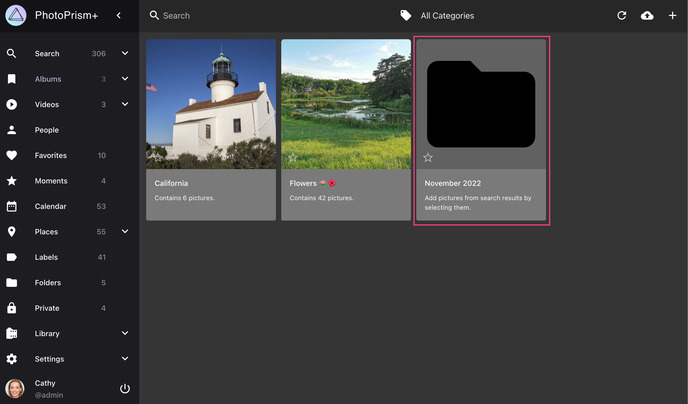 PhotoPrism+
Search
All Categories
Search 306
Albums 3
Videos 3
People
Favorites 10
Moments 4
Calendar 53
Places 55
Labels 41
Folders 5
Private 4
Library
Settings
Cathy
@admin
California
Contains 6 pictures.
Flowers
Contains 42 pictures.
November 2022
Add pictures from search results by
selecting them.